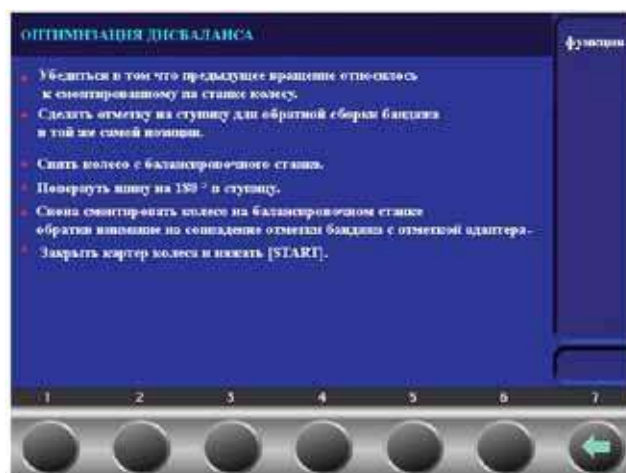 ОПТИМИЗАЦИЯ ДИСБАЛАНСА
функции
Убедиться в том что предыдущее вращение относилось
к смонтированному на станке колесу.
Сделать отметку на ступицу для обратной сборки бандажа
в той же самой позиции.
Снять колесо с балансировочного станка.
Повернуть шину на 180 ° в ступицу.
Снова смонтировать колесо на балансировочном станке
обратив внимание на совпадение отметки бандажа с отметкой адаптера.
Закрыть картер колеса и нажать [START].
1 2 3 4 5 6 7